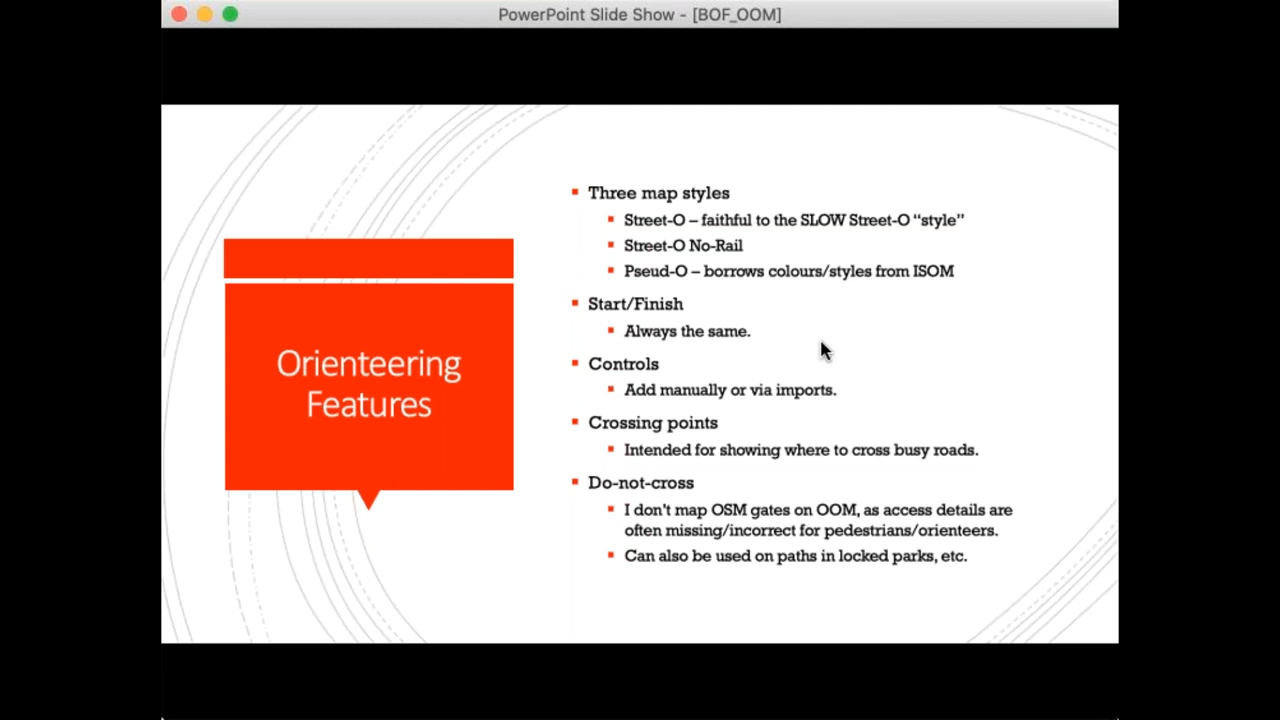 PowerPoint Slide Show - [BOF_OOM]
Orienteering
Features
Three map styles
Street-O – faithful to the SLOW Street-O “style”
Street-O No-Rail
Pseud-O – borrows colours/styles from ISOM
Start/Finish
Always the same.
Controls
Add manually or via imports.
Crossing points
Intended for showing where to cross busy roads.
Do-not-cross
I don't map OSM gates on OOM, as access details are
often missing/incorrect for pedestrians/orienteers.
Can also be used on paths in locked parks, etc.